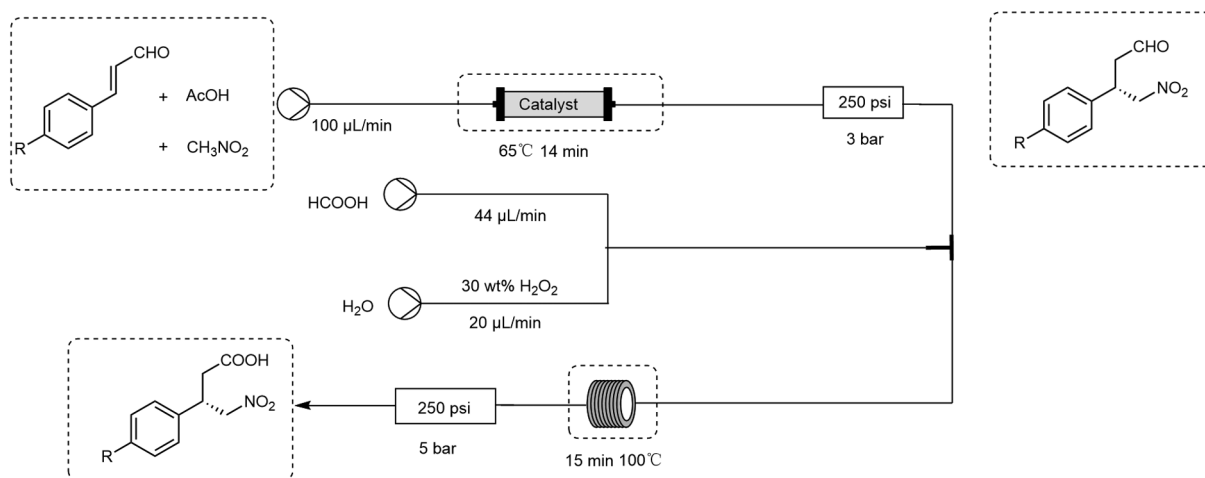 CHO
+ AcOH
R
+ CH₃NO₂
100 µL/min
Catalyst
65℃ 14 min
250 psi
3 bar
CHO
NO₂
R
HCOOH
44 µL/min
H₂O
30 wt% H₂O₂
20 µL/min
COOH
NO₂
R
250 psi
5 bar
15 min 100℃